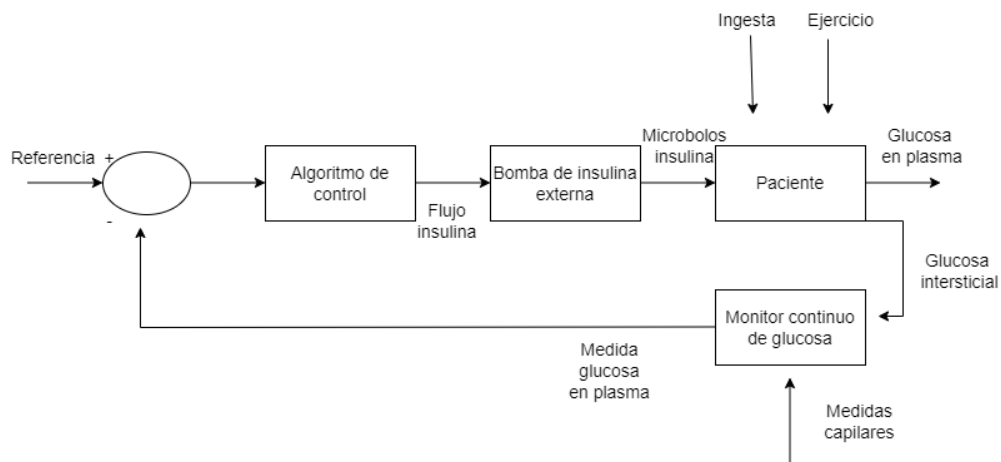 Ingesta
Ejercicio
Referencia
+
-
Algoritmo de
control
Flujo
insulina
Bomba de insulina
externa
Microbolos
insulina
Paciente
Glucosa
en plasma
Glucosa
intersticial
Monitor continuo
de glucosa
Medida
glucosa
en plasma
Medidas
capilares